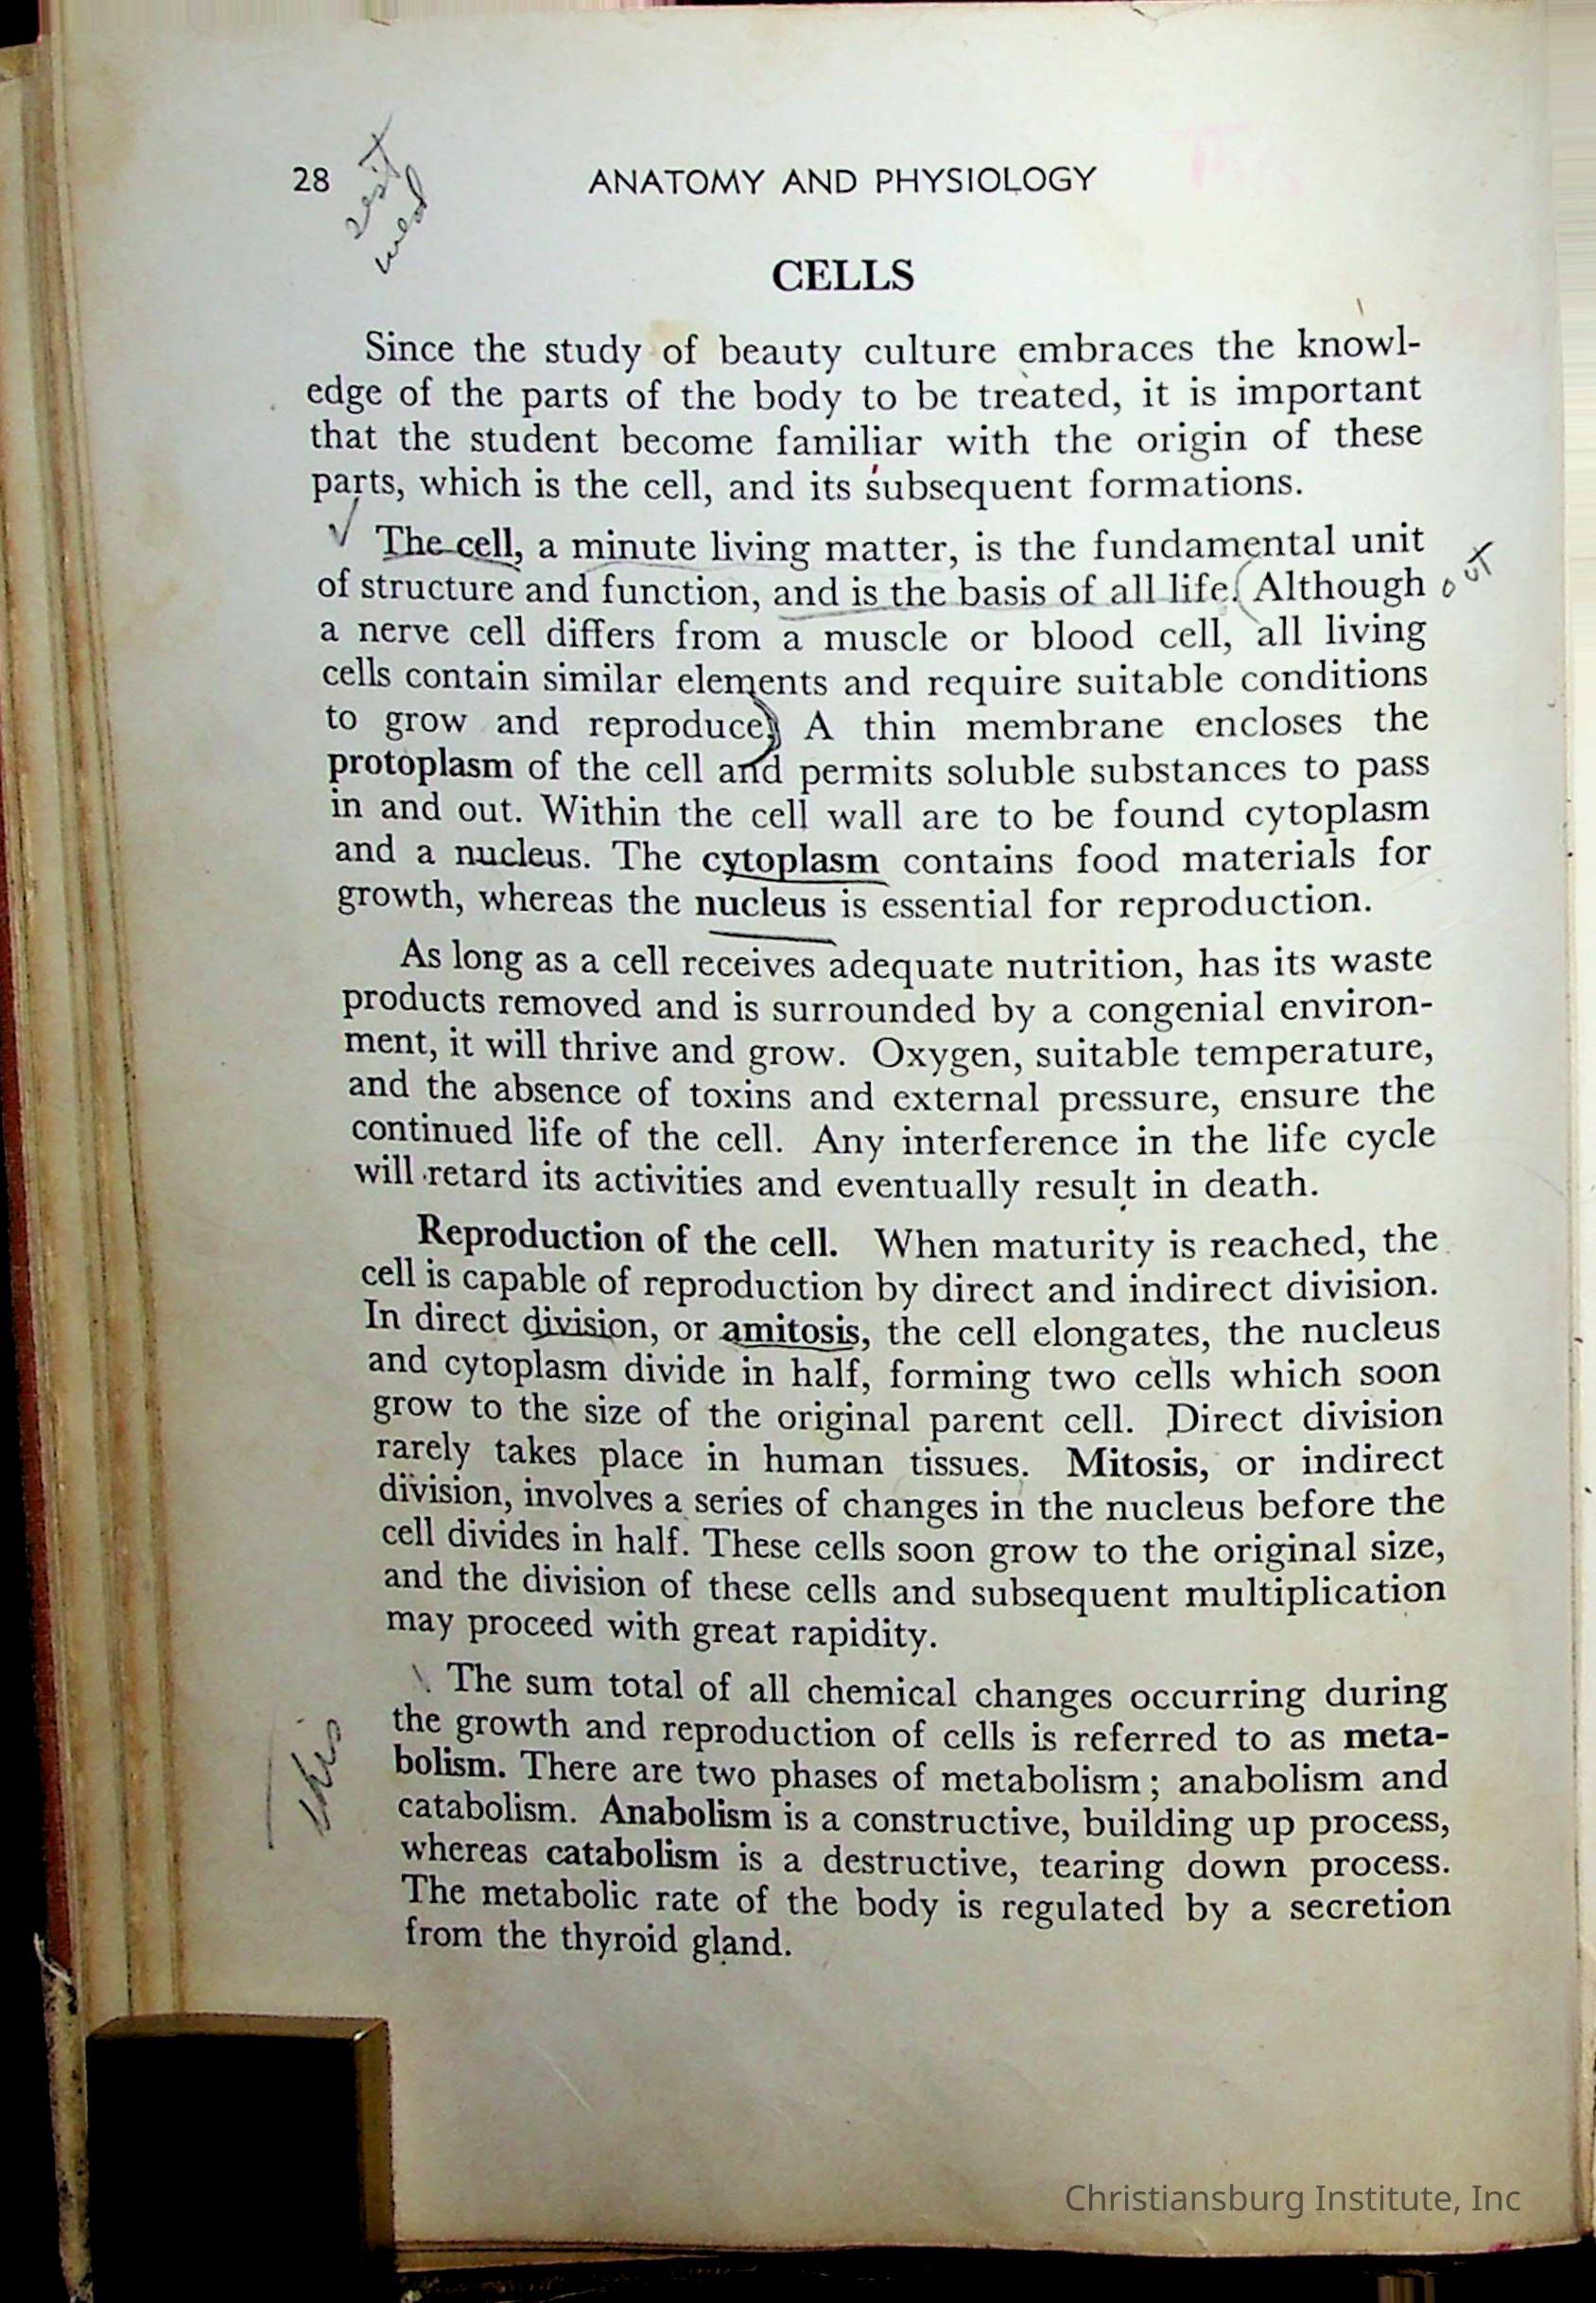 28
ANATOMY AND PHYSIOLOGY
CELLS
Since the study of beauty culture embraces the knowl-
edge of the parts of the body to be treated, it is important
that the student become familiar with the origin of these
parts, which is the cell, and its subsequent formations.
The cell, a minute living matter, is the fundamental unit
of structure and function, and is the basis of all life. Although
out
a nerve cell differs from a muscle or blood cell, all living
cells contain similar elements and require suitable conditions
to grow and reproduce. A thin membrane encloses the
protoplasm of the cell and permits soluble substances to pass
in and out. Within the cell wall are to be found cytoplasm
and a nucleus. The cytoplasm contains food materials for
growth, whereas the nucleus is essential for reproduction.
As long as a cell receives adequate nutrition, has its waste
products removed and is surrounded by a congenial environ-
ment, it will thrive and grow. Oxygen, suitable temperature,
and the absence of toxins and external pressure, ensure the
continued life of the cell. Any interference in the life cycle
will retard its activities and eventually result in death.
Reproduction of the cell. When maturity is reached, the
cell is capable of reproduction by direct and indirect division.
In direct division, or amitosis, the cell elongates, the nucleus
and cytoplasm divide in half, forming two cells which soon
grow to the size of the original parent cell. Direct division
rarely takes place in human tissues. Mitosis, or indirect
division, involves a series of changes in the nucleus before the
cell divides in half. These cells soon grow to the original size,
and the division of these cells and subsequent multiplication
may proceed with great rapidity.
The sum total of all chemical changes occurring during
the growth and reproduction of cells is referred to as meta-
bolism. There are two phases of metabolism; anabolism and
catabolism. Anabolism is a constructive, building up process,
whereas catabolism is a destructive, tearing down process.
The metabolic rate of the body is regulated by a secretion
from the thyroid gland.
this
Christiansburg Institute, Inc